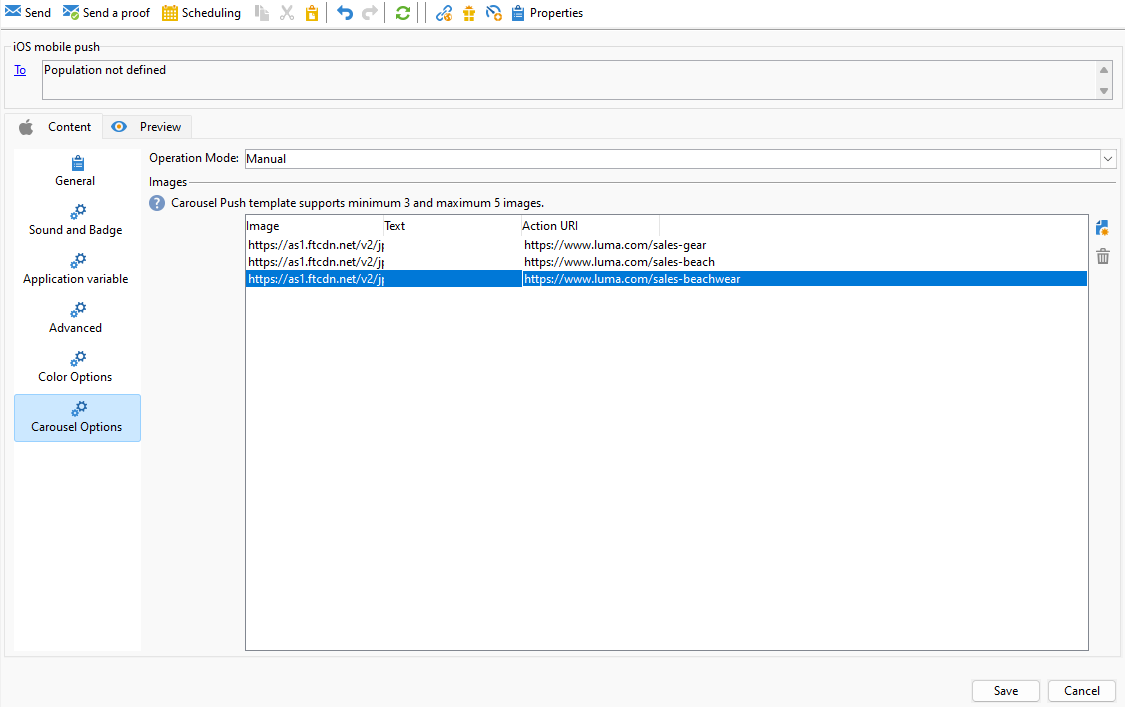 Send Send a proof Scheduling Properties
iOS mobile push
To Population not defined
Content Preview
General
Sound and Badge
Application variable
Advanced
Color Options
Carousel Options
Operation Mode: Manual
Images
Carousel Push template supports minimum 3 and maximum 5 images.
Image Text Action URI
https://as1.ftcdn.net/v2/jp https://www.luma.com/sales-gear
https://as1.ftcdn.net/v2/jp https://www.luma.com/sales-beach
https://as1.ftcdn.net/v2/jp https://www.luma.com/sales-beachwear
Save Cancel